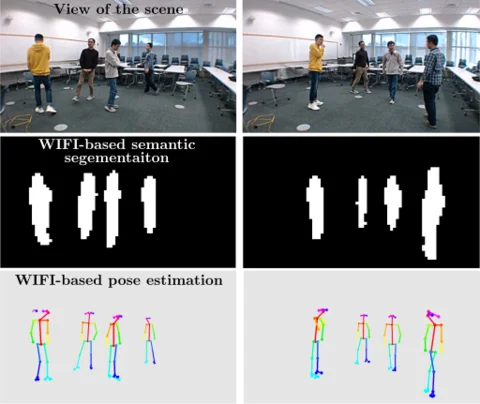 View of the scene
WIFI-based semantic
segementaiton
WIFI-based pose estimation